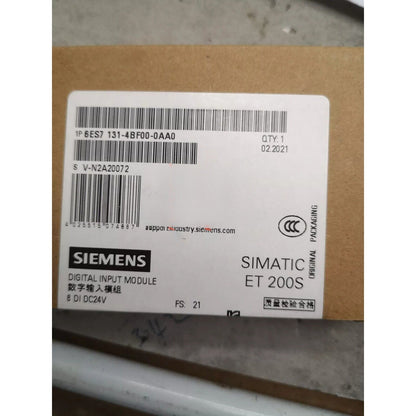 1P 6ES7 131-4BF00-0AA0
QTY: 1
02.2021
S V-N2A20072
support.industry.siemens.com
CCC
ORIGINAL PACKAGING
SIEMENS
SIMATIC
ET 200S
DIGITAL INPUT MODULE
数字输入模组
8 DI DC24V
FS: 21